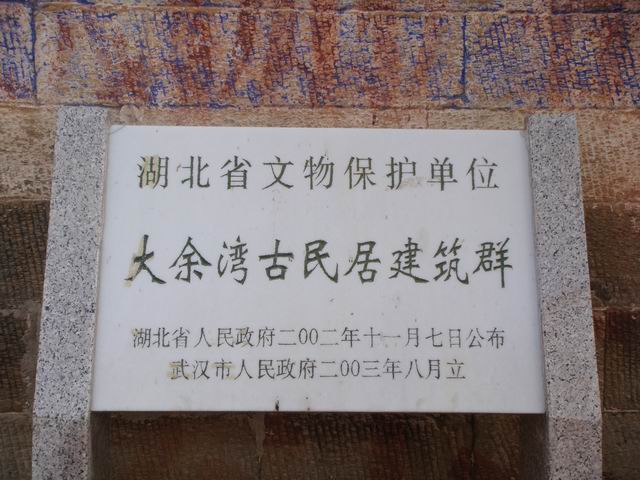 湖北省文物保护单位
大余湾古民居建筑群
湖北省人民政府二00二年十一月七日公布
武汉市人民政府二00三年八月立